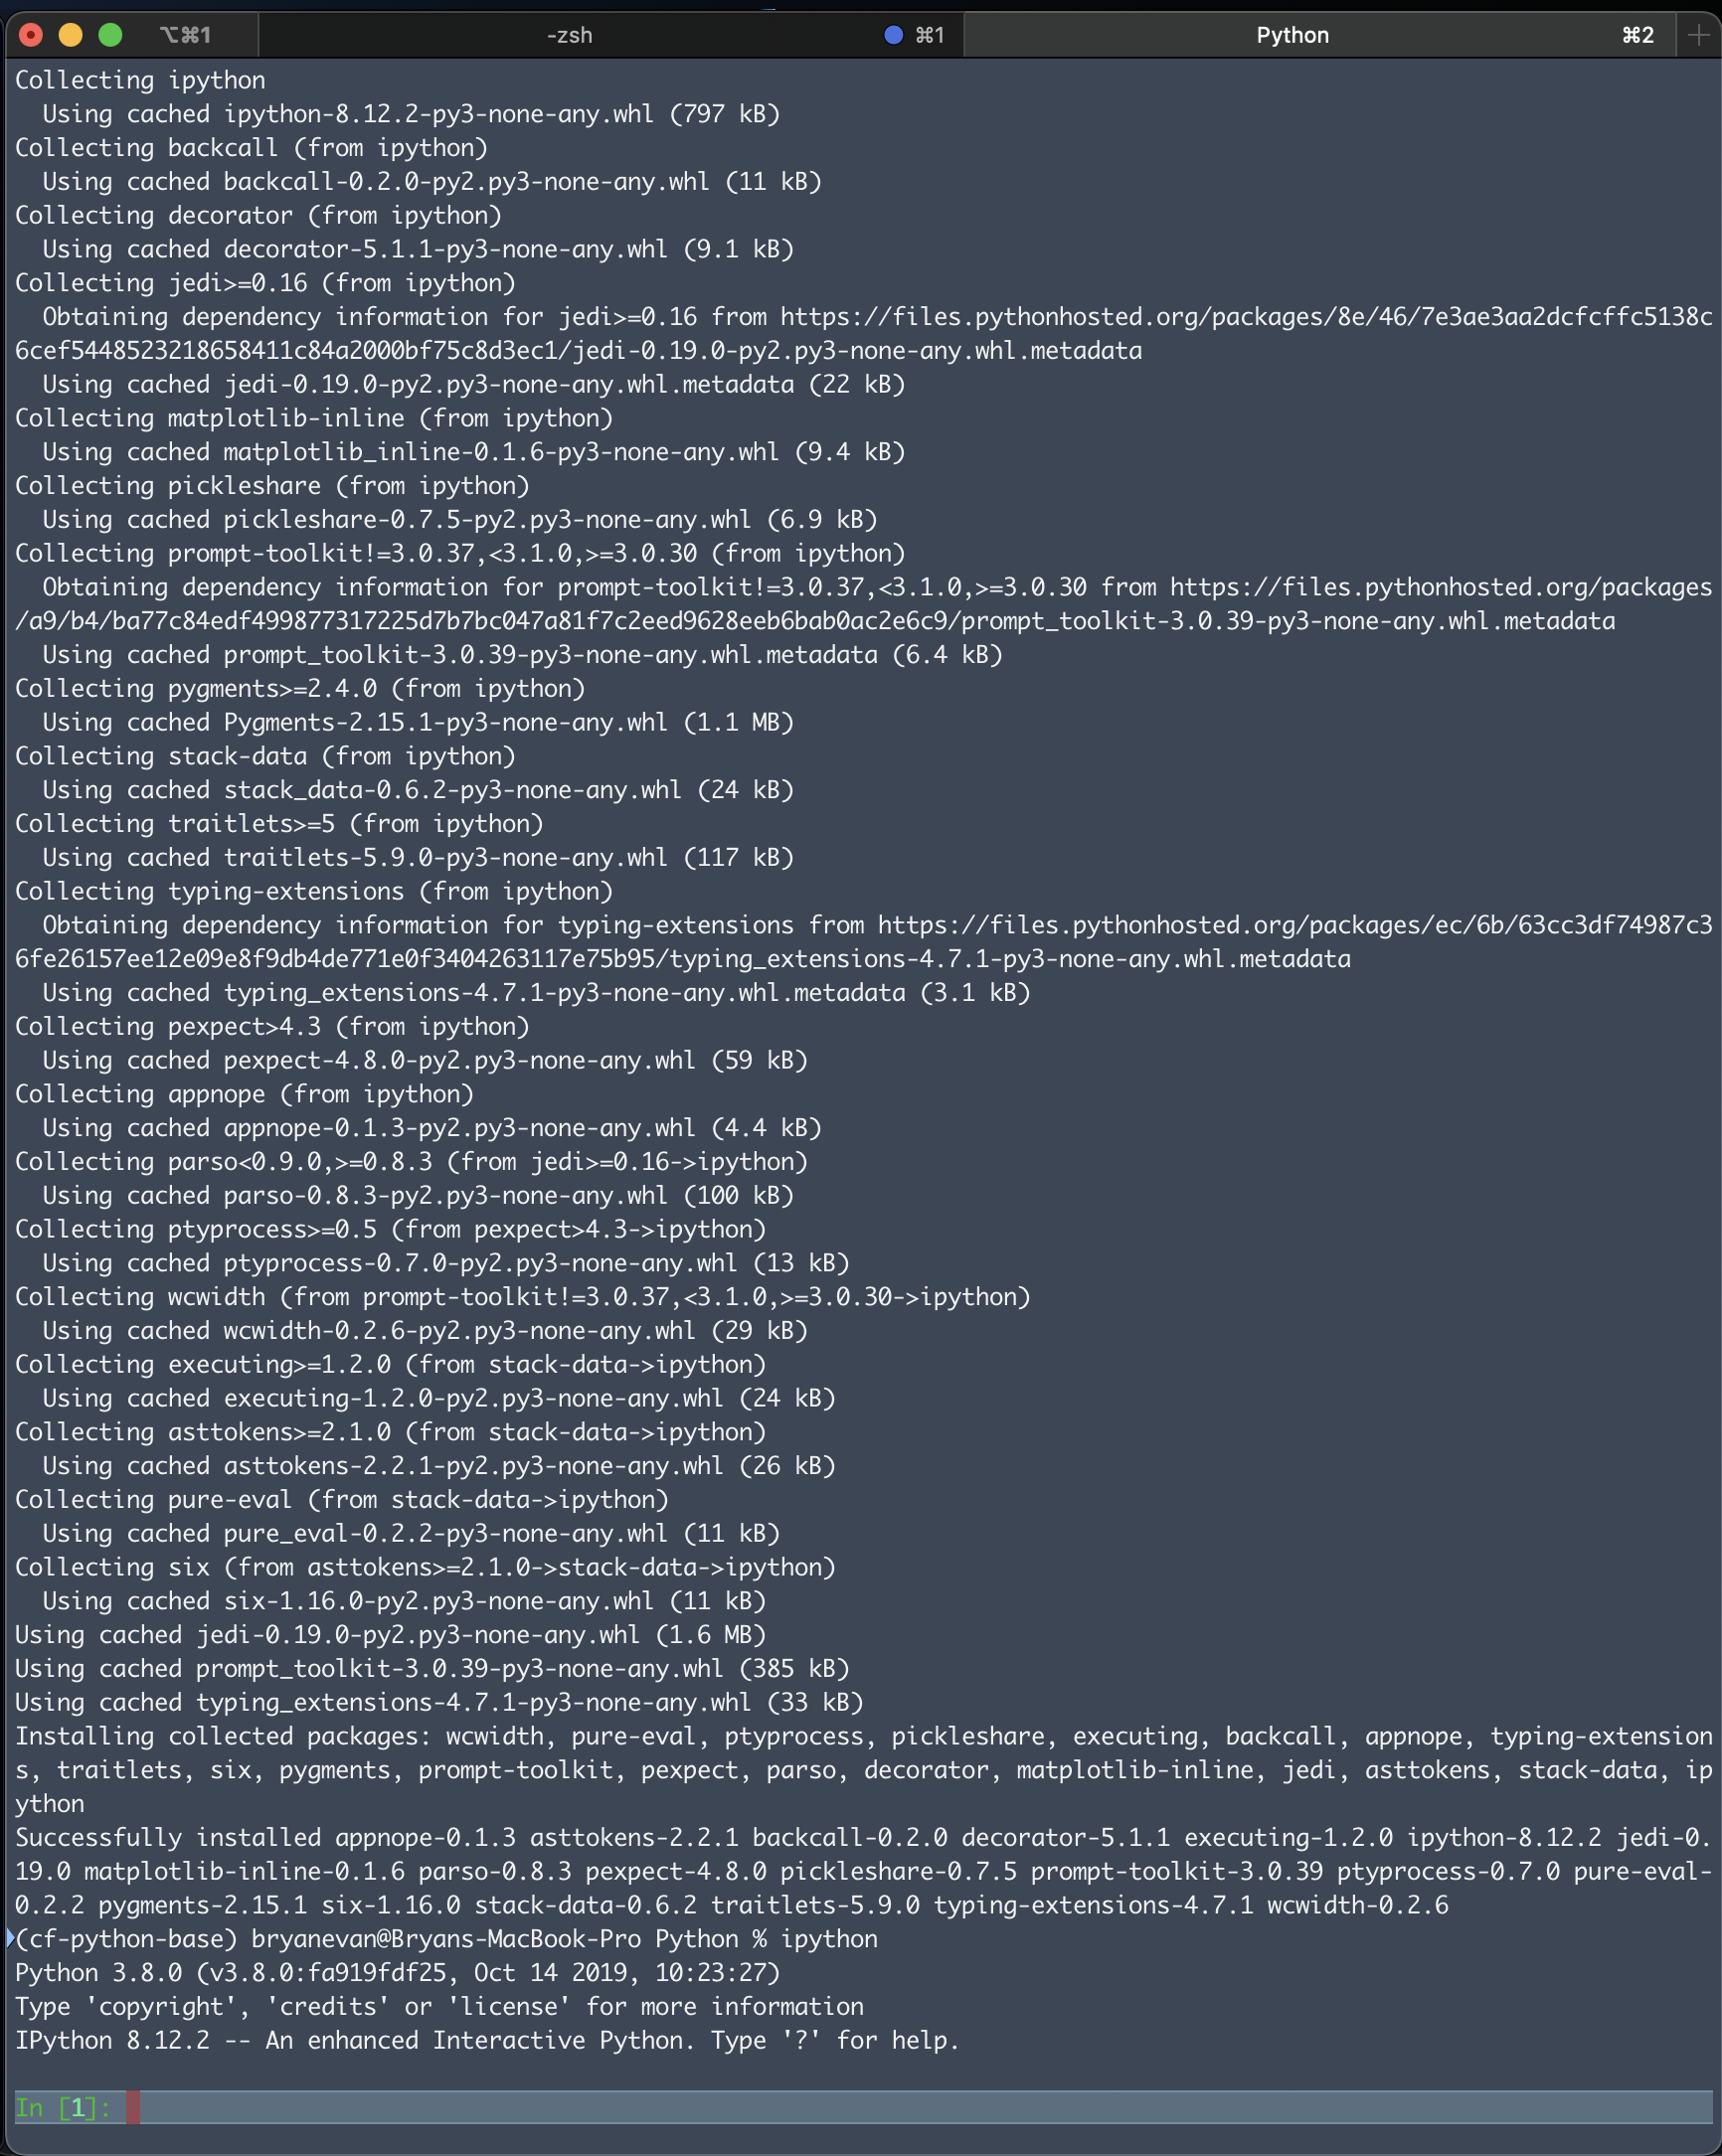 ⌥⌘1 -zsh ⌘1 Python ⌘2
Collecting ipython
  Using cached ipython-8.12.2-py3-none-any.whl (797 kB)
Collecting backcall (from ipython)
  Using cached backcall-0.2.0-py2.py3-none-any.whl (11 kB)
Collecting decorator (from ipython)
  Using cached decorator-5.1.1-py3-none-any.whl (9.1 kB)
Collecting jedi>=0.16 (from ipython)
  Obtaining dependency information for jedi>=0.16 from https://files.pythonhosted.org/packages/8e/46/7e3ae3aa2dcfcffc5138c
6cef5448523218658411c84a2000bf75c8d3ec1/jedi-0.19.0-py2.py3-none-any.whl.metadata
  Using cached jedi-0.19.0-py2.py3-none-any.whl.metadata (22 kB)
Collecting matplotlib-inline (from ipython)
  Using cached matplotlib_inline-0.1.6-py3-none-any.whl (9.4 kB)
Collecting pickleshare (from ipython)
  Using cached pickleshare-0.7.5-py2.py3-none-any.whl (6.9 kB)
Collecting prompt-toolkit!=3.0.37,<3.1.0,>=3.0.30 (from ipython)
  Obtaining dependency information for prompt-toolkit!=3.0.37,<3.1.0,>=3.0.30 from https://files.pythonhosted.org/packages
/a9/b4/ba77c84edf499877317225d7b7bc047a81f7c2eed9628eeb6bab0ac2e6c9/prompt_toolkit-3.0.39-py3-none-any.whl.metadata
  Using cached prompt_toolkit-3.0.39-py3-none-any.whl.metadata (6.4 kB)
Collecting pygments>=2.4.0 (from ipython)
  Using cached Pygments-2.15.1-py3-none-any.whl (1.1 MB)
Collecting stack-data (from ipython)
  Using cached stack_data-0.6.2-py3-none-any.whl (24 kB)
Collecting traitlets>=5 (from ipython)
  Using cached traitlets-5.9.0-py3-none-any.whl (117 kB)
Collecting typing-extensions (from ipython)
  Obtaining dependency information for typing-extensions from https://files.pythonhosted.org/packages/ec/6b/63cc3df74987c3
6fe26157ee12e09e8f9db4de771e0f3404263117e75b95/typing_extensions-4.7.1-py3-none-any.whl.metadata
  Using cached typing_extensions-4.7.1-py3-none-any.whl.metadata (3.1 kB)
Collecting pexpect>4.3 (from ipython)
  Using cached pexpect-4.8.0-py2.py3-none-any.whl (59 kB)
Collecting appnope (from ipython)
  Using cached appnope-0.1.3-py2.py3-none-any.whl (4.4 kB)
Collecting parso<0.9.0,>=0.8.3 (from jedi>=0.16->ipython)
  Using cached parso-0.8.3-py2.py3-none-any.whl (100 kB)
Collecting ptyprocess>=0.5 (from pexpect>4.3->ipython)
  Using cached ptyprocess-0.7.0-py2.py3-none-any.whl (13 kB)
Collecting wcwidth (from prompt-toolkit!=3.0.37,<3.1.0,>=3.0.30->ipython)
  Using cached wcwidth-0.2.6-py2.py3-none-any.whl (29 kB)
Collecting executing>=1.2.0 (from stack-data->ipython)
  Using cached executing-1.2.0-py2.py3-none-any.whl (24 kB)
Collecting asttokens>=2.1.0 (from stack-data->ipython)
  Using cached asttokens-2.2.1-py2.py3-none-any.whl (26 kB)
Collecting pure-eval (from stack-data->ipython)
  Using cached pure_eval-0.2.2-py3-none-any.whl (11 kB)
Collecting six (from asttokens>=2.1.0->stack-data->ipython)
  Using cached six-1.16.0-py2.py3-none-any.whl (11 kB)
Using cached jedi-0.19.0-py2.py3-none-any.whl (1.6 MB)
Using cached prompt_toolkit-3.0.39-py3-none-any.whl (385 kB)
Using cached typing_extensions-4.7.1-py3-none-any.whl (33 kB)
Installing collected packages: wcwidth, pure-eval, ptyprocess, pickleshare, executing, backcall, appnope, typing-extension
s, traitlets, six, pygments, prompt-toolkit, pexpect, parso, decorator, matplotlib-inline, jedi, asttokens, stack-data, ip
ython
Successfully installed appnope-0.1.3 asttokens-2.2.1 backcall-0.2.0 decorator-5.1.1 executing-1.2.0 ipython-8.12.2 jedi-0.
19.0 matplotlib-inline-0.1.6 parso-0.8.3 pexpect-4.8.0 pickleshare-0.7.5 prompt-toolkit-3.0.39 ptyprocess-0.7.0 pure-eval-
0.2.2 pygments-2.15.1 six-1.16.0 stack-data-0.6.2 traitlets-5.9.0 typing-extensions-4.7.1 wcwidth-0.2.6
(cf-python-base) bryanevan@Bryans-MacBook-Pro Python % ipython
Python 3.8.0 (v3.8.0:fa919fdf25, Oct 14 2019, 10:23:27)
Type 'copyright', 'credits' or 'license' for more information
IPython 8.12.2 -- An enhanced Interactive Python. Type '?' for help.
In [1]: